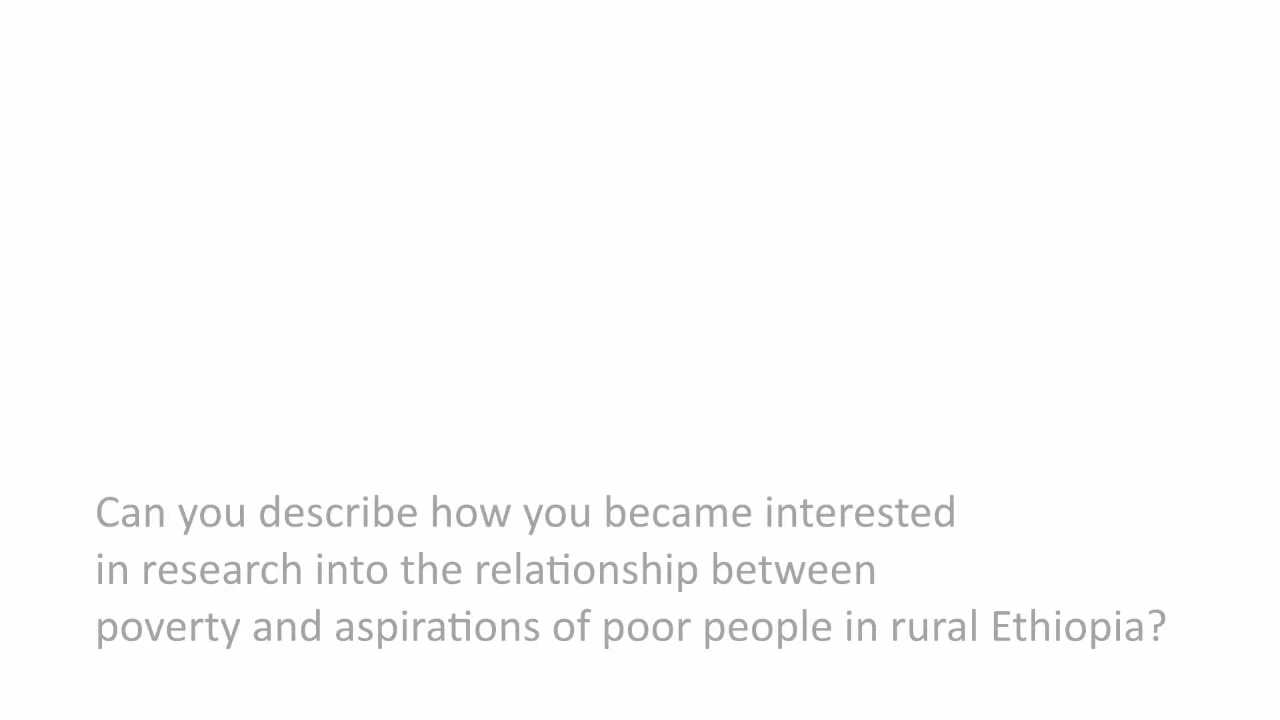 Can you describe how you became interested
in research into the relationship between
poverty and aspirations of poor people in rural Ethiopia?